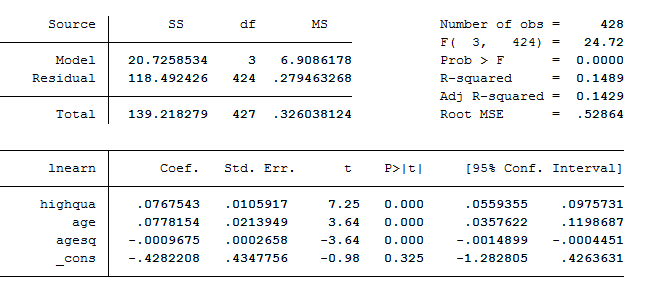 Source SS df MS Number of obs = 428
F( 3, 424) = 24.72
Model 20.7258534 3 6.9086178 Prob > F = 0.0000
Residual 118.492426 424 .279463268 R-squared = 0.1489
Adj R-squared = 0.1429
Total 139.218279 427 .326038124 Root MSE = .52864
lnearn Coef. Std. Err. t P>|t| [95% Conf. Interval]
highqua .0767543 .0105917 7.25 0.000 .0559355 .0975731
age .0778154 .0213949 3.64 0.000 .0357622 .1198687
agesq -.0009675 .0002658 -3.64 0.000 -.0014899 -.0004451
_cons -.4282208 .4347756 -0.98 0.325 -1.282805 .4263631